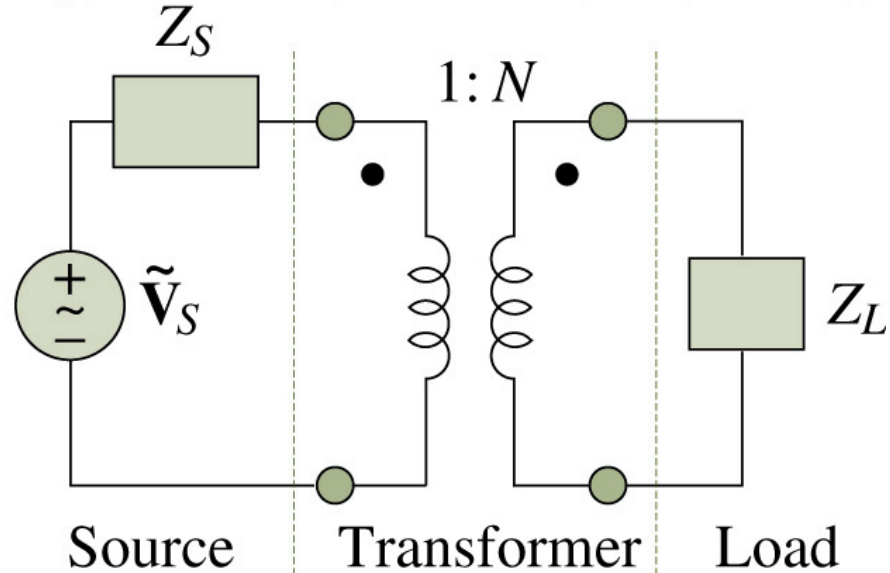 Z_S
1: N
+
~
−
Ṽ_S
Z_L
Source
Transformer
Load